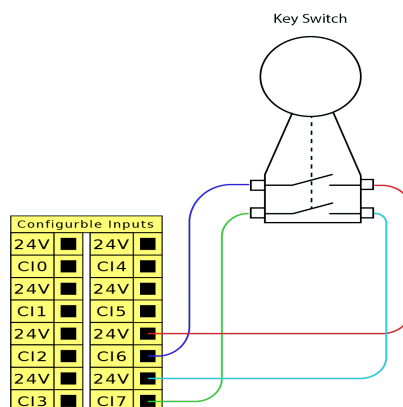 Key Switch
Configurble Inputs
24V 24V
CI0 CI4
24V 24V
CI1 CI5
24V 24V
CI2 CI6
24V 24V
CI3 CI7